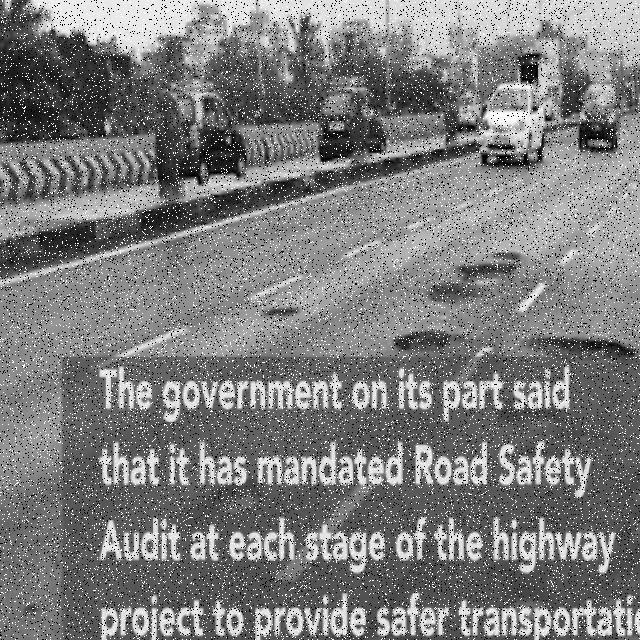 The government on its part said
that it has mandated Road Safety
Audit at each stage of the highway
project to provide safer